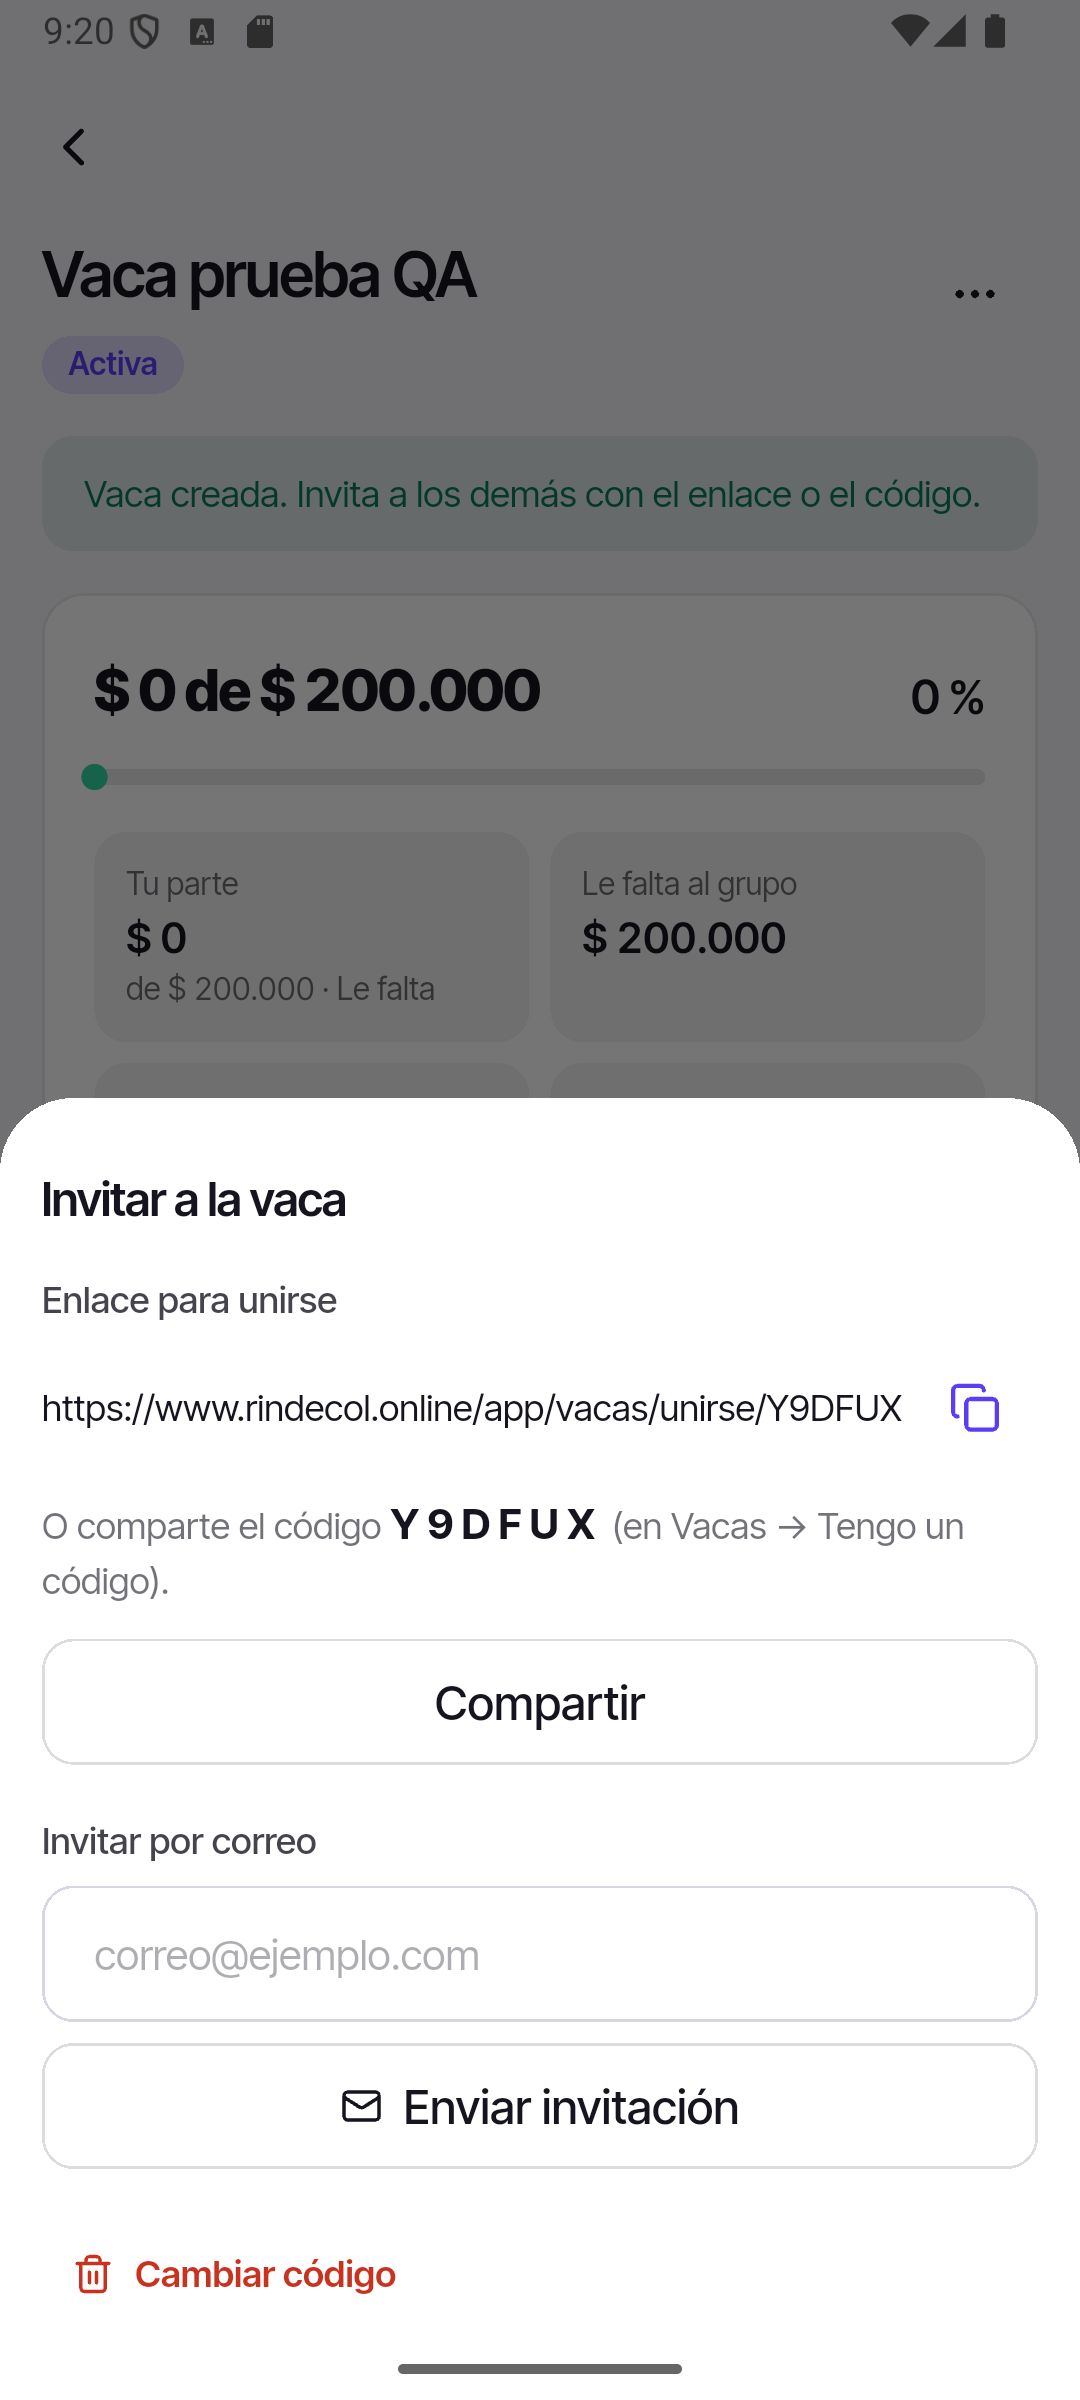 9:20
Vaca prueba QA
Activa
Vaca creada. Invita a los demás con el enlace o el código.
$ 0 de $ 200.000
0 %
Tu parte
$ 0
de $ 200.000 · Le falta
Le falta al grupo
$ 200.000
Invitar a la vaca
Enlace para unirse
https://www.rindecol.online/app/vacas/unirse/Y9DFUX
O comparte el código Y9DFUX (en Vacas → Tengo un
código).
Compartir
Invitar por correo
correo@ejemplo.com
Enviar invitación
Cambiar código